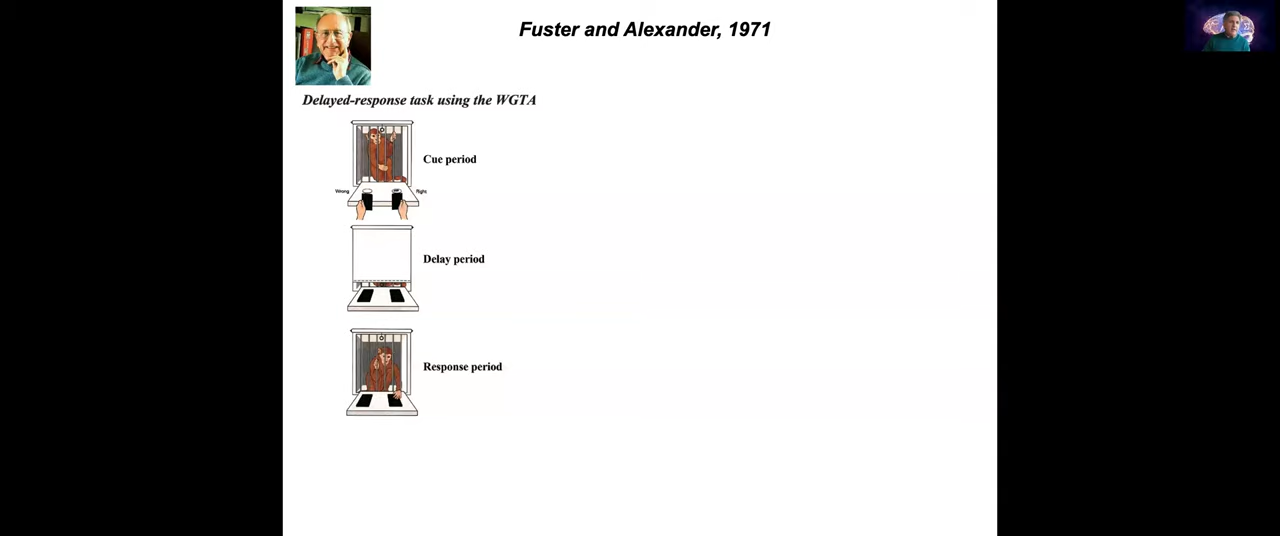 Fuster and Alexander, 1971
Delayed-response task using the WGTA
Cue period
Wrong
Right
Delay period
Response period